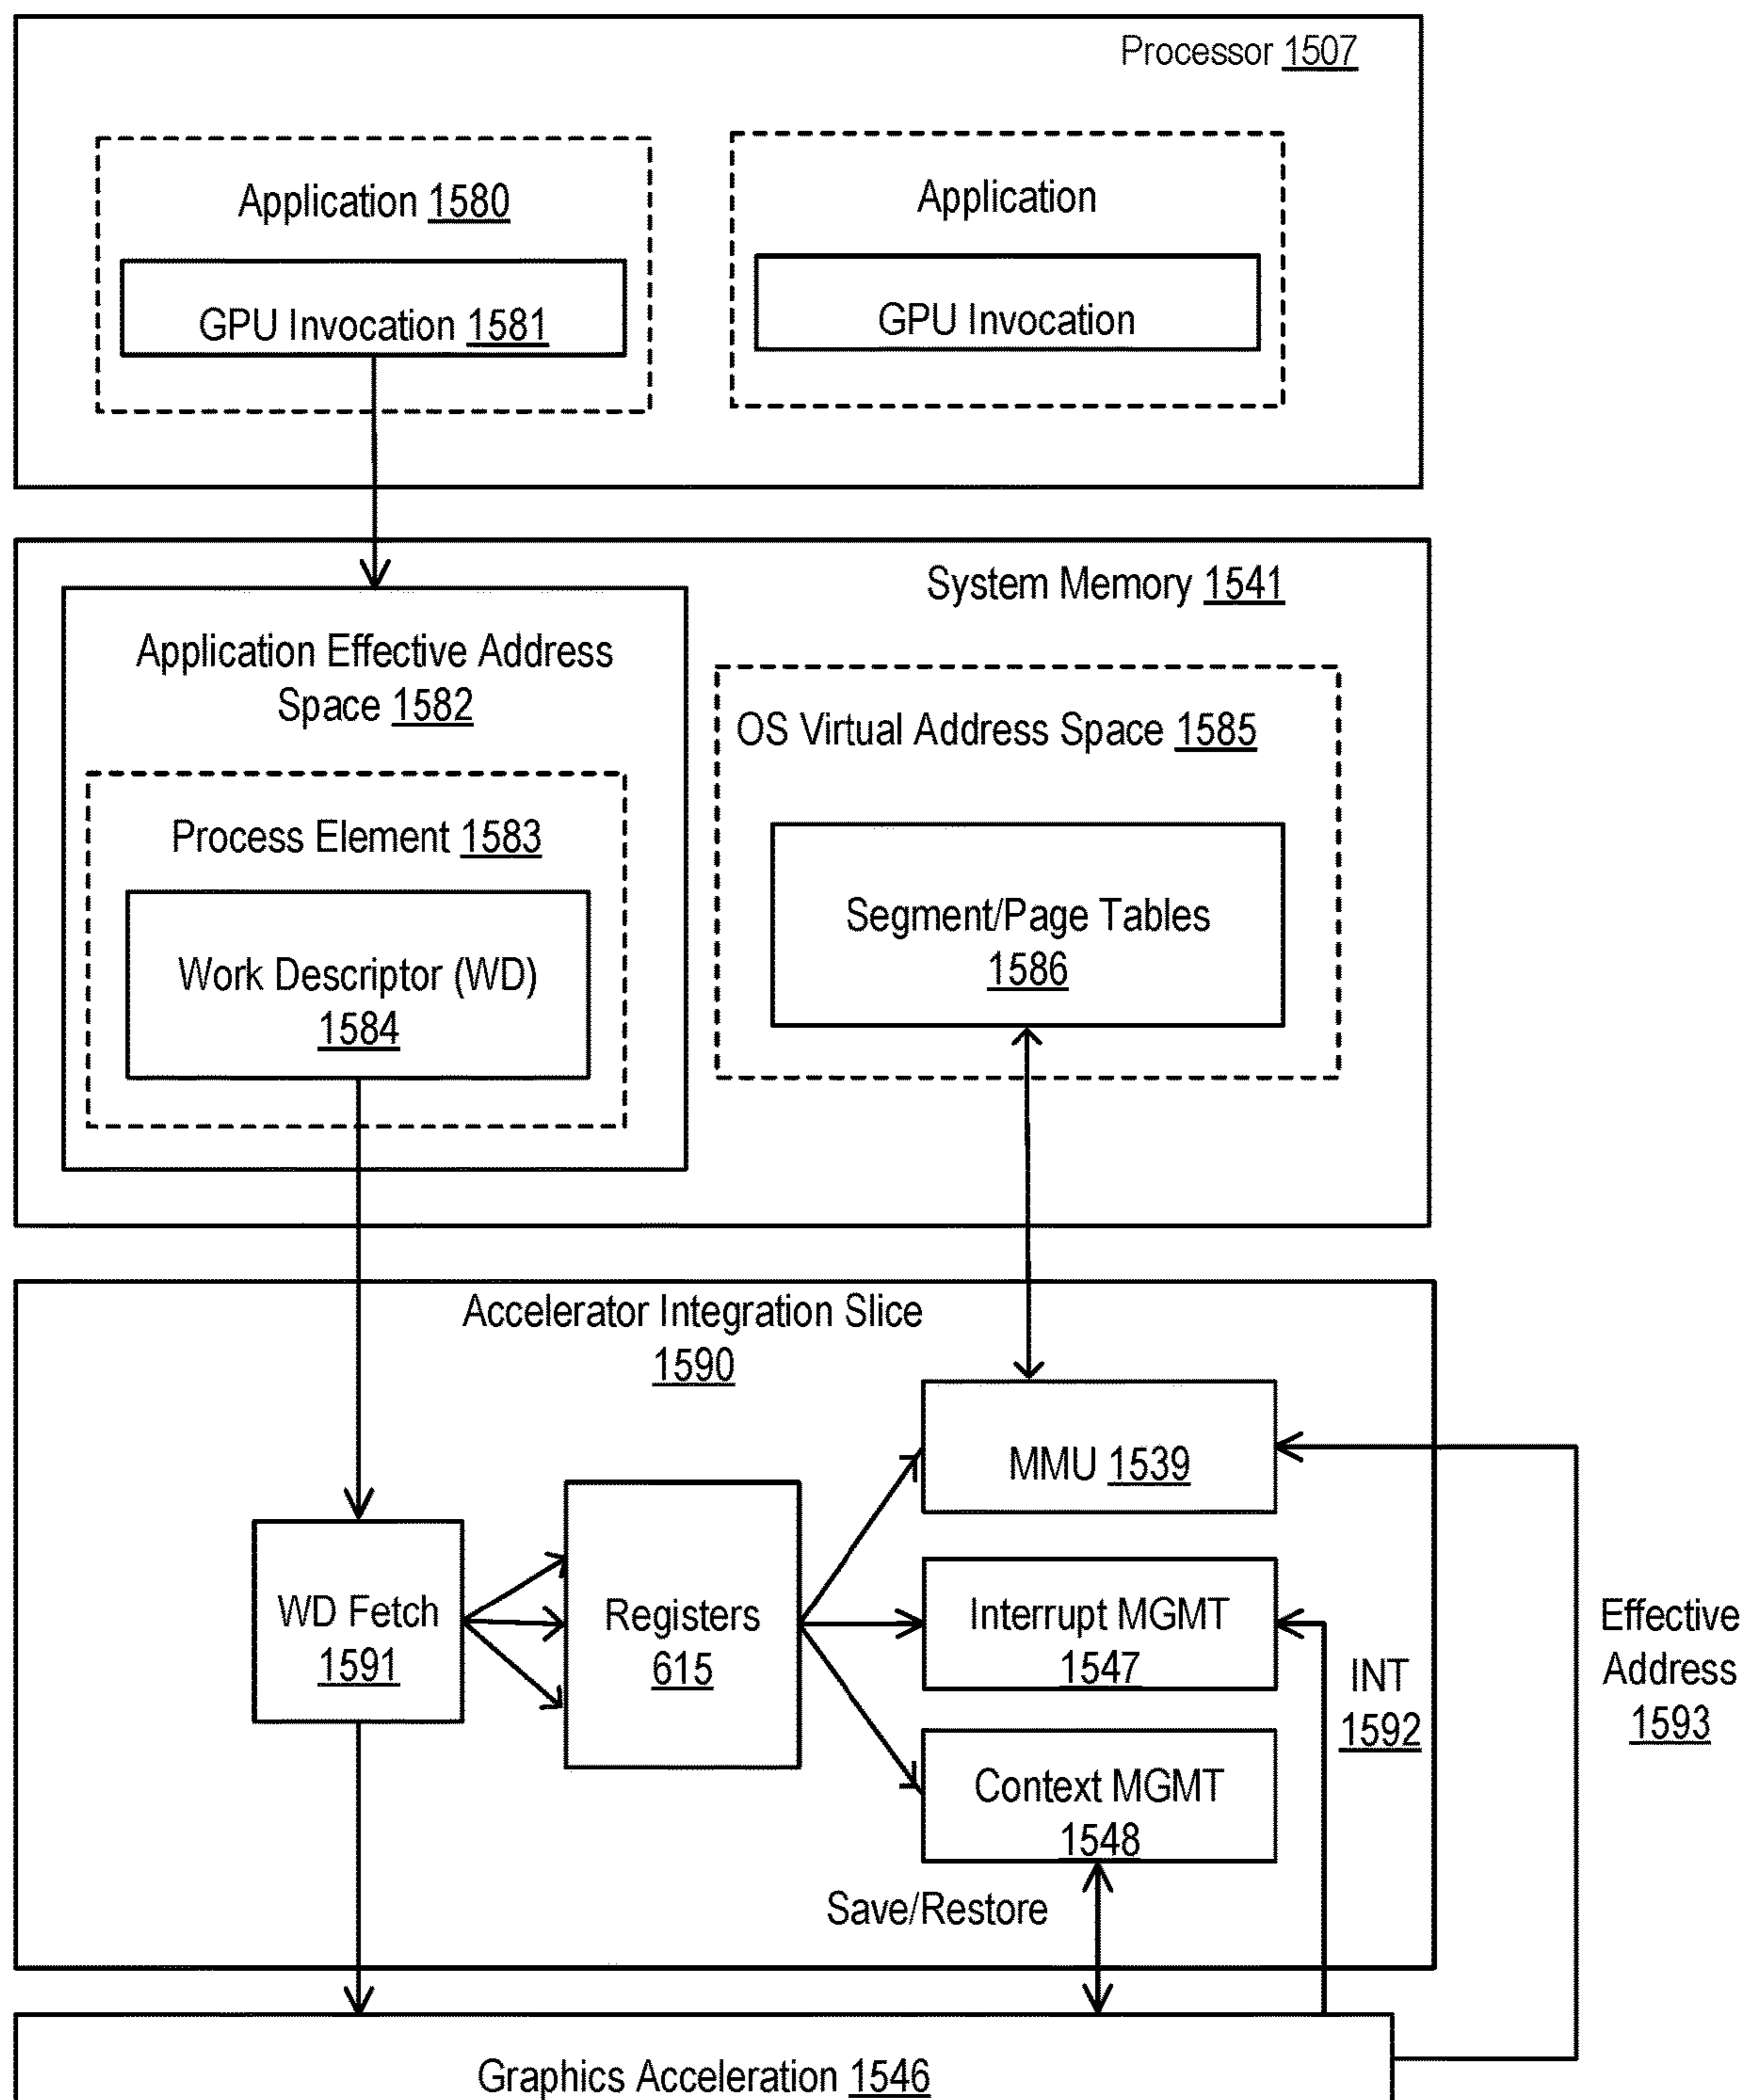 Processor 1507
Application 1580
GPU Invocation 1581
Application
GPU Invocation
System Memory 1541
Application Effective Address
Space 1582
Process Element 1583
Work Descriptor (WD)
1584
OS Virtual Address Space 1585
Segment/Page Tables
1586
Accelerator Integration Slice
1590
WD Fetch
1591
Registers
615
MMU 1539
Interrupt MGMT
1547
Context MGMT
1548
Save/Restore
INT
1592
Effective
Address
1593
Graphics Acceleration 1546